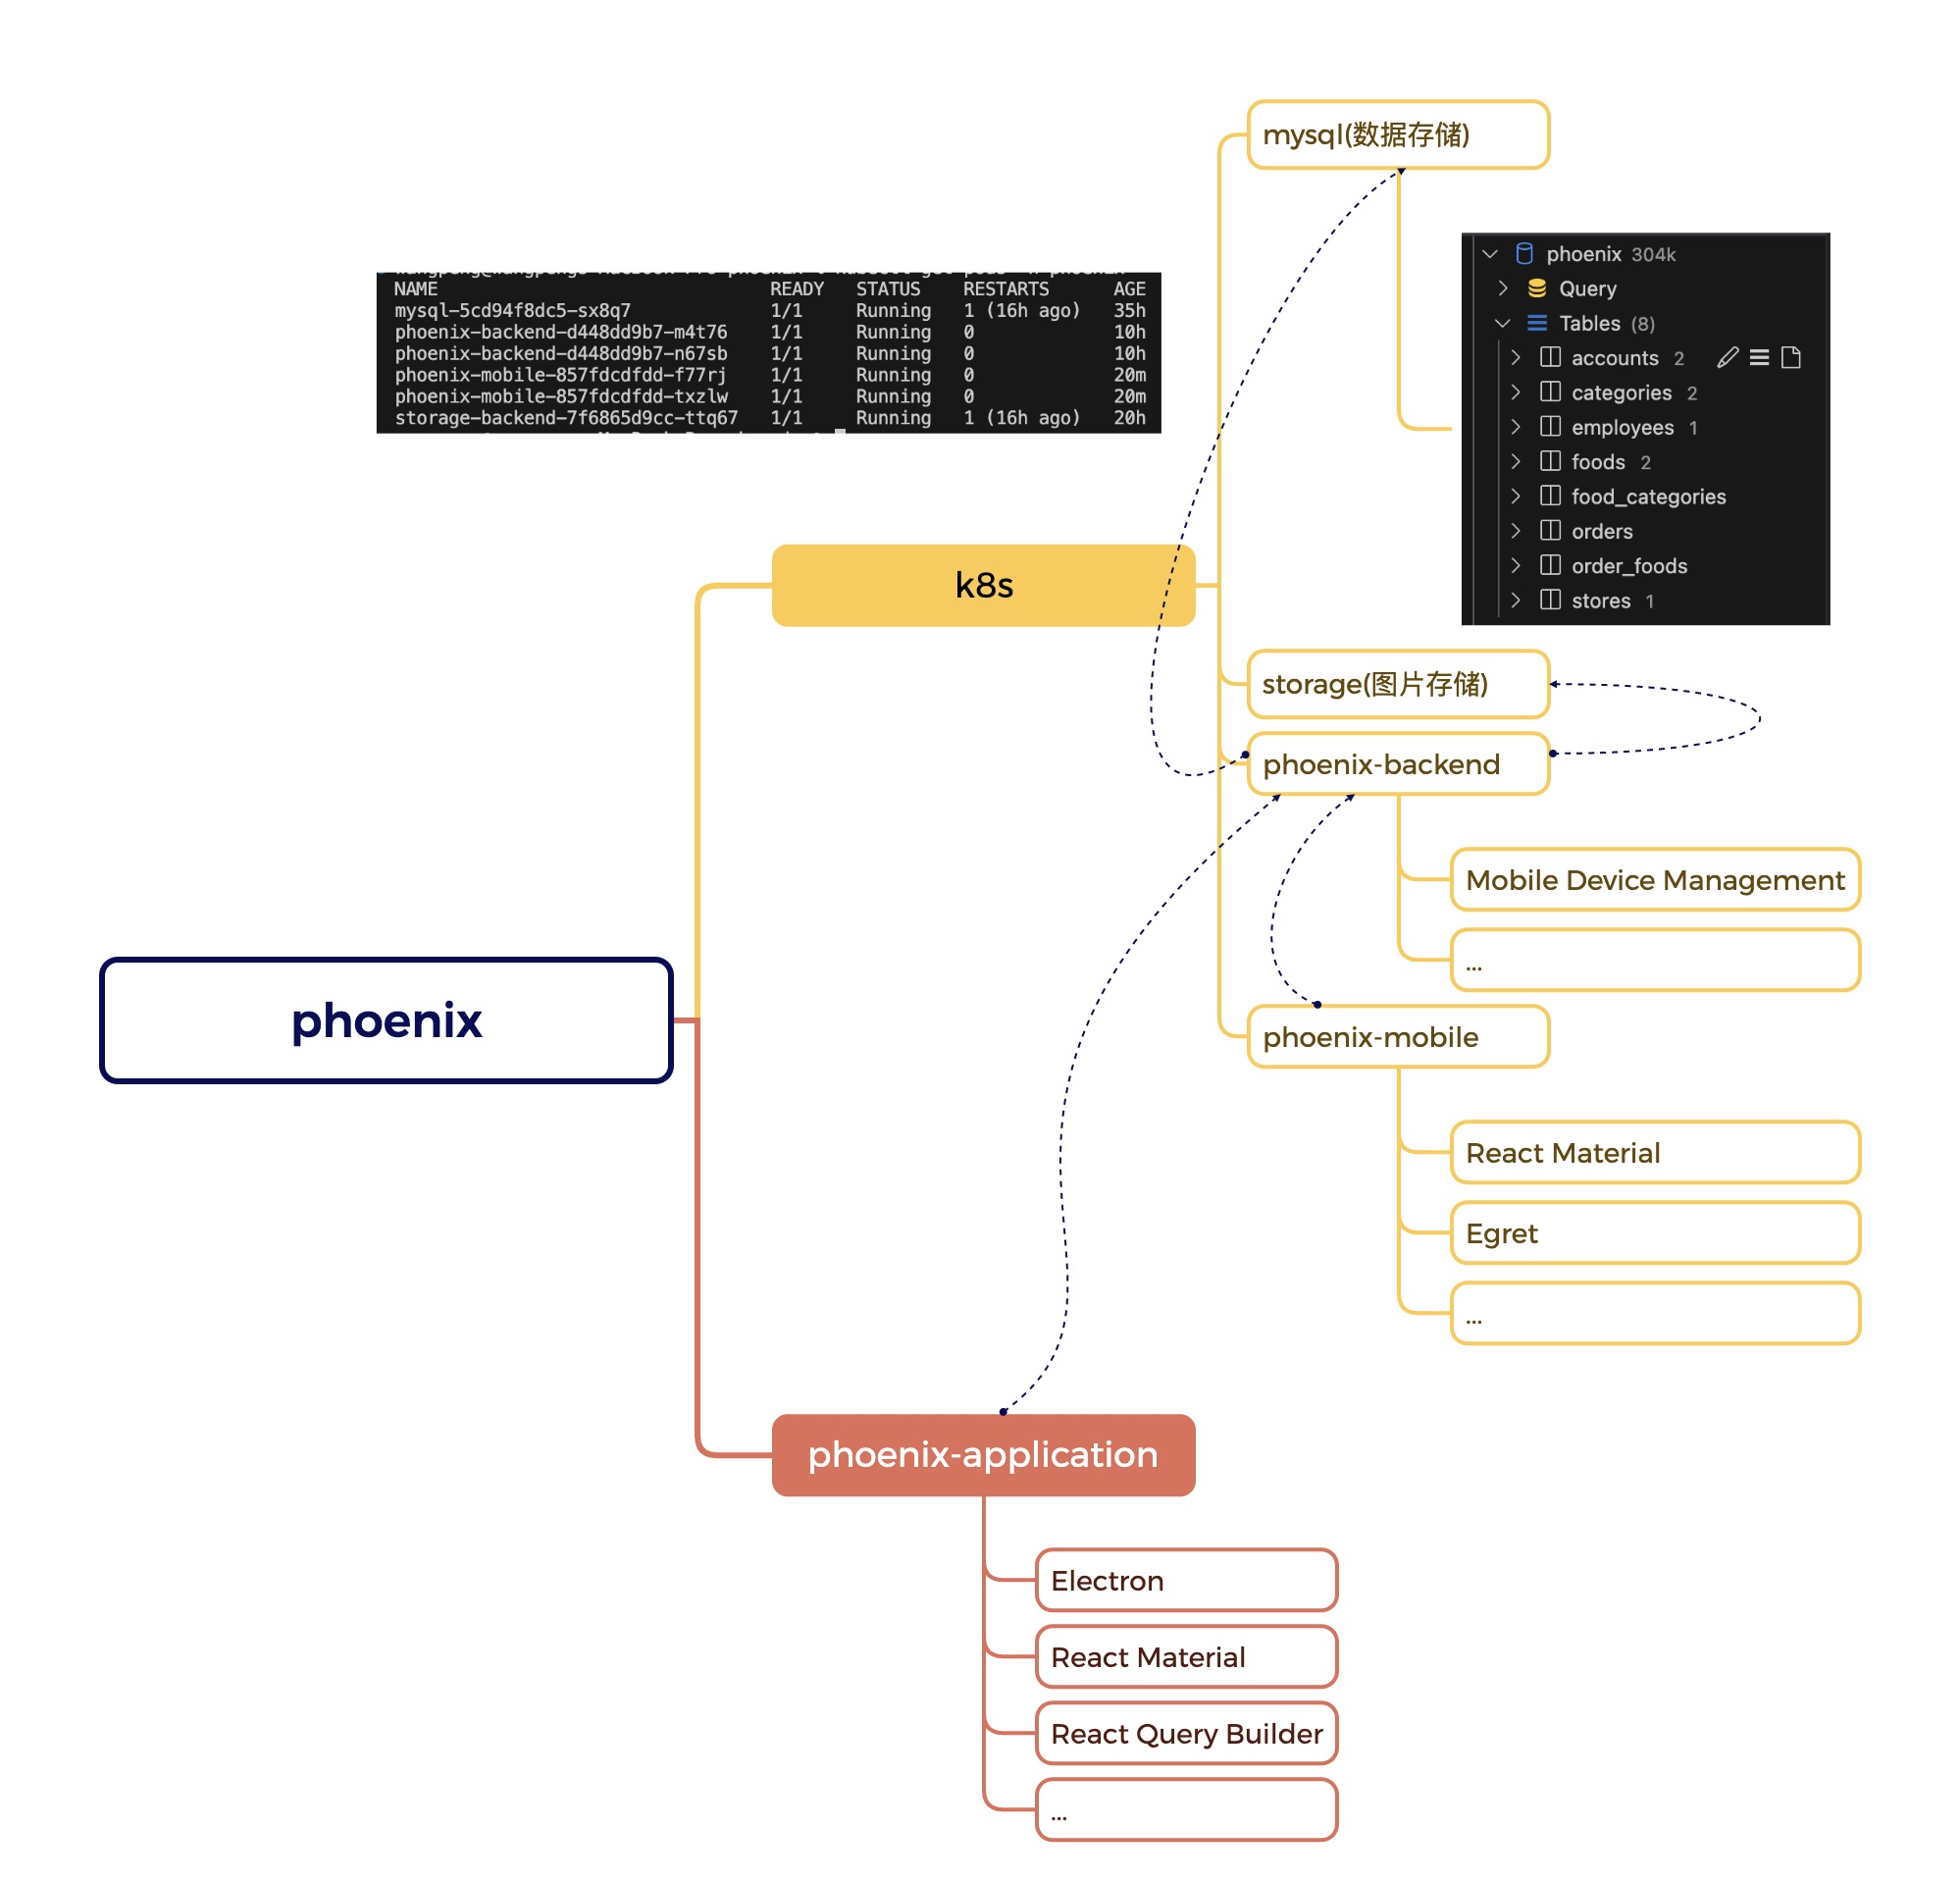 mysql(数据存储)
NAME READY STATUS RESTARTS AGE
mysql-5cd94f8dc5-sx8q7 1/1 Running 1 (16h ago) 35h
phoenix-backend-d448dd9b7-m4t76 1/1 Running 0 10h
phoenix-backend-d448dd9b7-n67sb 1/1 Running 0 10h
phoenix-mobile-857fdcdfdd-f77rj 1/1 Running 0 20m
phoenix-mobile-857fdcdfdd-txzlw 1/1 Running 0 20m
storage-backend-7f6865d9cc-ttq67 1/1 Running 1 (16h ago) 20h
phoenix 304k
Query
Tables (8)
accounts 2
categories 2
employees 1
foods 2
food_categories
orders
order_foods
stores 1
k8s
storage(图片存储)
phoenix-backend
Mobile Device Management
...
phoenix
phoenix-mobile
React Material
Egret
...
phoenix-application
Electron
React Material
React Query Builder
...